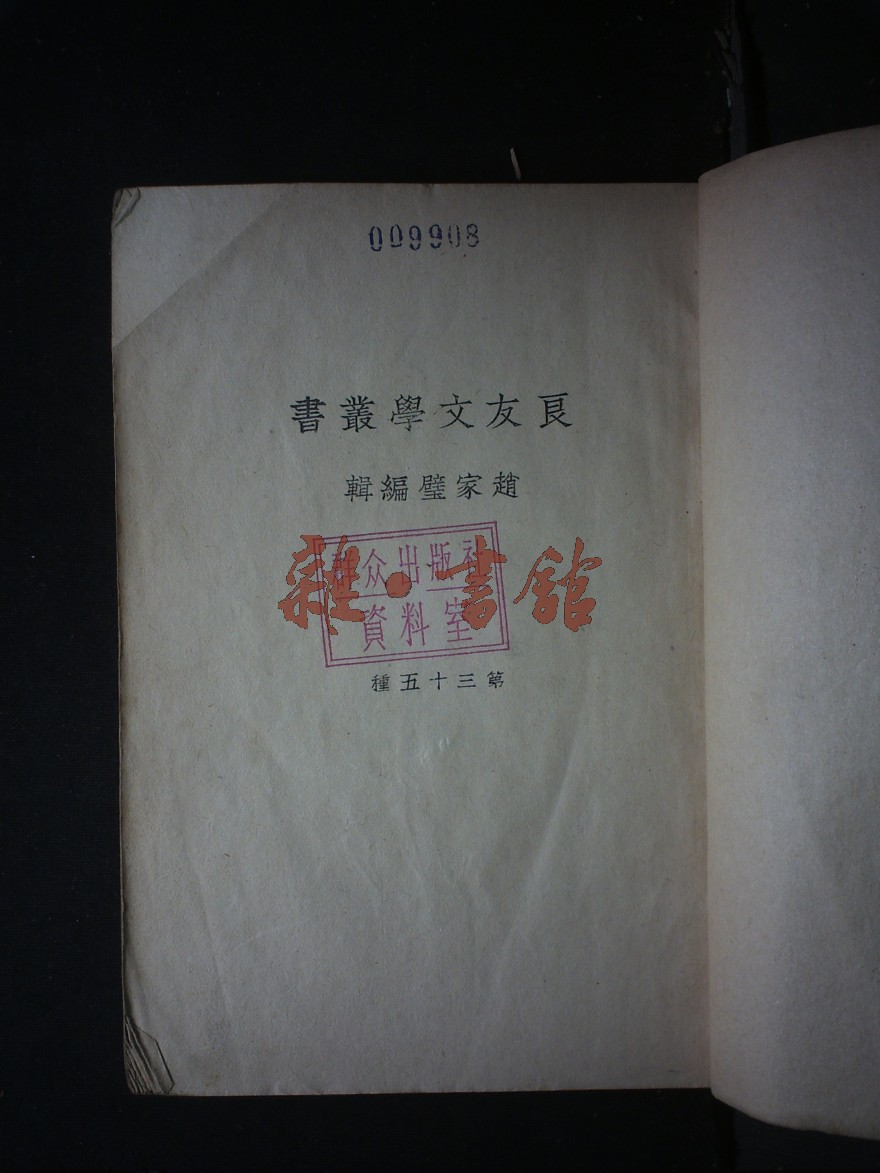 009908
良友文學叢書
趙家璧編輯
群众出版社
資料室
雜·書館
第三十五種